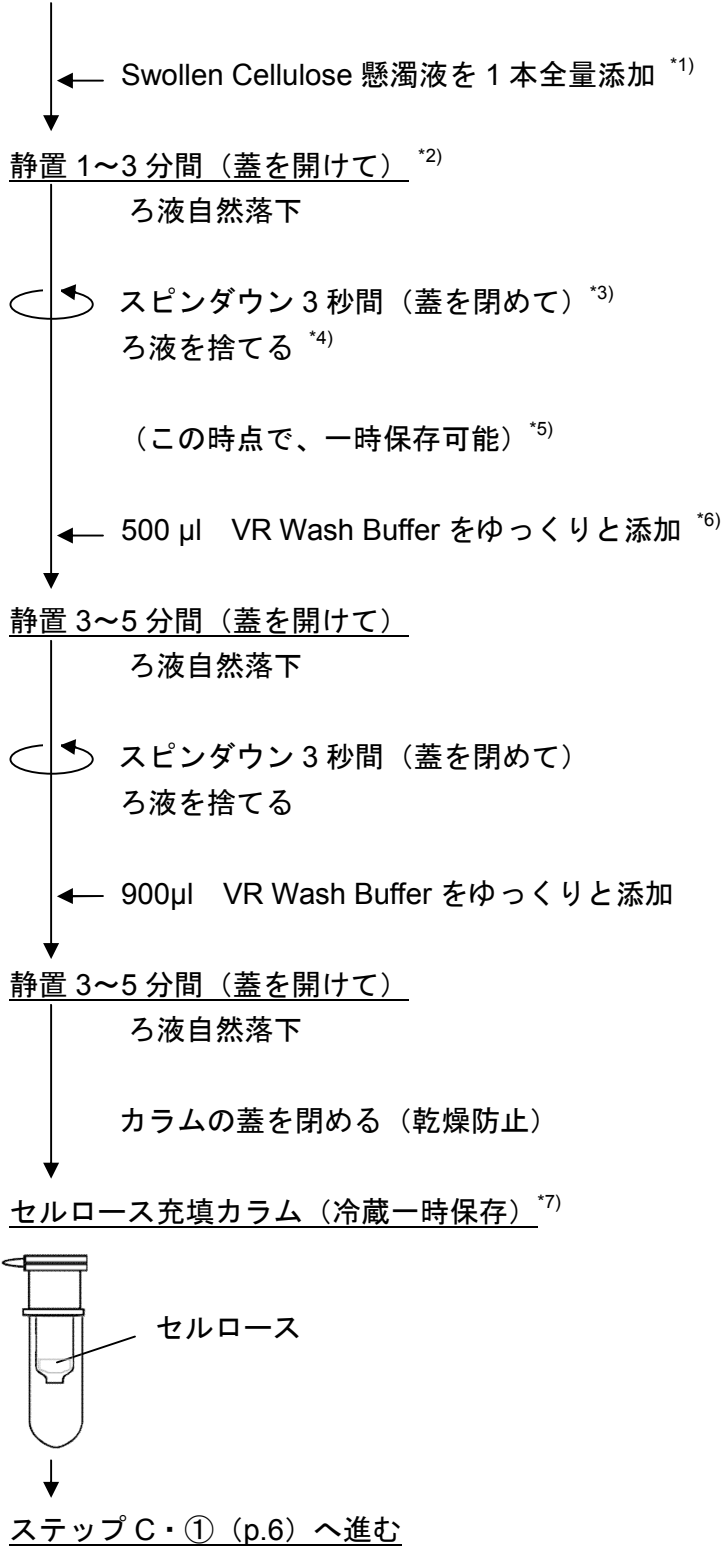 Swollen Cellulose 懸濁液を 1 本全量添加 *1)
静置 1～3 分間（蓋を開けて） *2)
ろ液自然落下
スピンダウン 3 秒間（蓋を閉めて）*3)
ろ液を捨てる *4)
（この時点で、一時保存可能）*5)
500 µl　VR Wash Buffer をゆっくりと添加 *6)
静置 3～5 分間（蓋を開けて）
ろ液自然落下
スピンダウン 3 秒間（蓋を閉めて）
ろ液を捨てる
900µl　VR Wash Buffer をゆっくりと添加
静置 3～5 分間（蓋を開けて）
ろ液自然落下
カラムの蓋を閉める（乾燥防止）
セルロース充填カラム（冷蔵一時保存）*7)
セルロース
ステップ C・①（p.6）へ進む